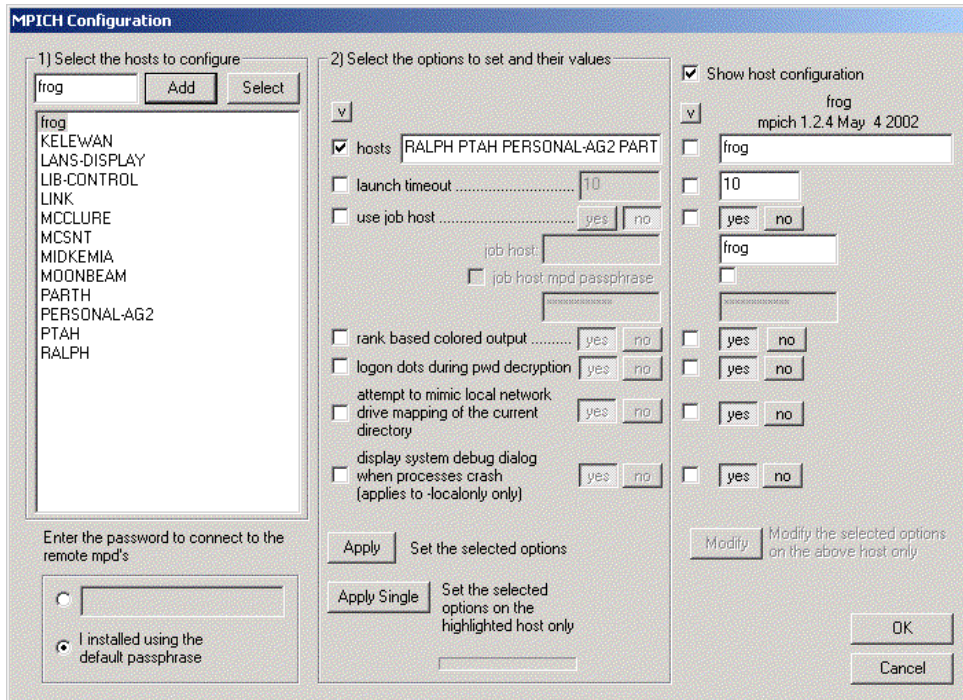 MPICH Configuration
1) Select the hosts to configure
frog
Add
Select
frog
KELEWAN
LANS-DISPLAY
LIB-CONTROL
LINK
MCCLURE
MCSNT
MIDKEMIA
MOONBEAM
PARTH
PERSONAL-AG2
PTAH
RALPH
Enter the password to connect to the
remote mpd's
I installed using the
default passphrase
2) Select the options to set and their values
v
hosts RALPH PTAH PERSONAL-AG2 PART
launch timeout ........................ 10
use job host ........................... yes no
job host:
job host mpd passphrase
************
rank based colored output .......... yes no
logon dots during pwd decryption yes no
attempt to mimic local network
drive mapping of the current yes no
directory
display system debug dialog
when processes crash yes no
(applies to -localonly only)
Apply Set the selected options
Apply Single
Set the selected
options on the
highlighted host only
Show host configuration
v
frog
mpich 1.2.4 May 4 2002
frog
10
yes no
frog
************
yes no
yes no
yes no
yes no
Modify
Modify the selected options
on the above host only
OK
Cancel